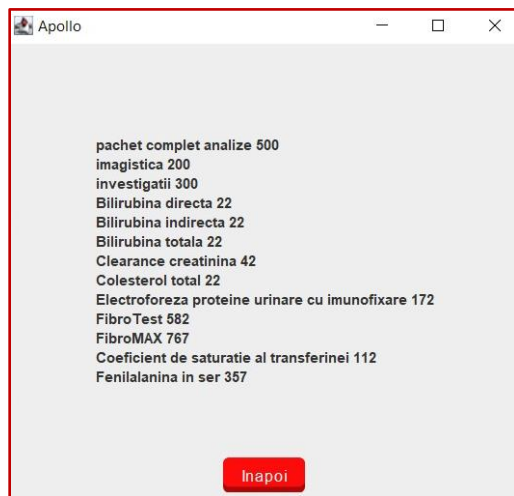 Apollo
pachet complet analize 500
imagistica 200
investigatii 300
Bilirubina directa 22
Bilirubina indirecta 22
Bilirubina totala 22
Clearance creatinina 42
Colesterol total 22
Electroforeza proteine urinare cu imunofixare 172
FibroTest 582
FibroMAX 767
Coeficient de saturatie al transferinei 112
Fenilalanina in ser 357
Inapoi